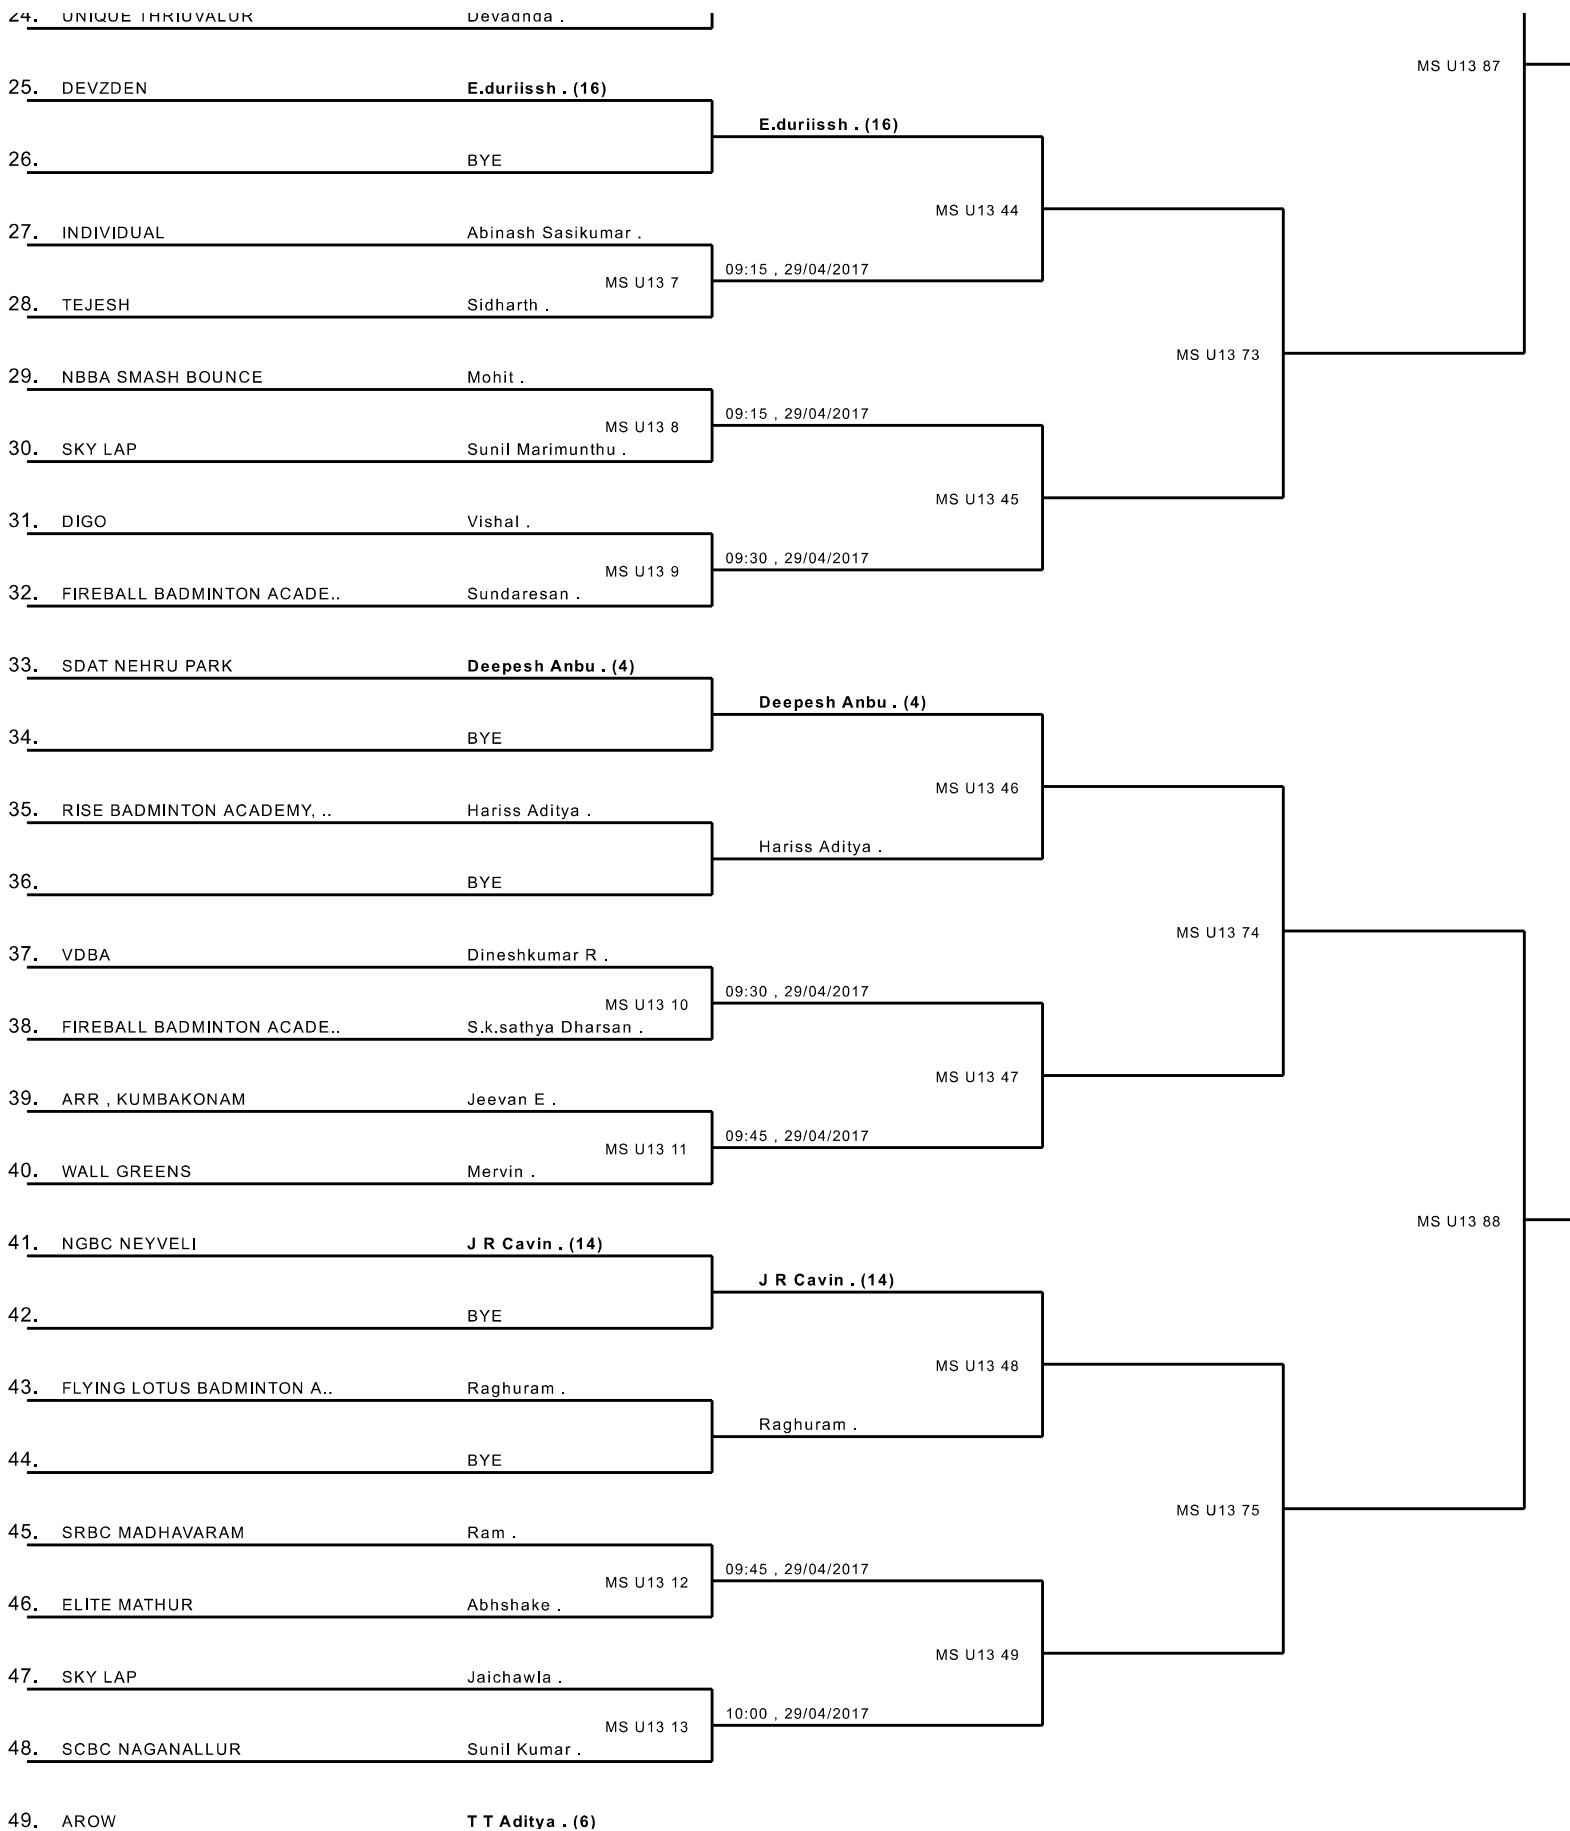 24. UNIQUE THRIUVALUR Devadnda .
MS U13 87
25. DEVZDEN E.duriissh . (16)
E.duriissh . (16)
26. BYE
MS U13 44
27. INDIVIDUAL Abinash Sasikumar .
MS U13 7 09:15 , 29/04/2017
28. TEJESH Sidharth .
MS U13 73
29. NBBA SMASH BOUNCE Mohit .
MS U13 8 09:15 , 29/04/2017
30. SKY LAP Sunil Marimunthu .
MS U13 45
31. DIGO Vishal .
MS U13 9 09:30 , 29/04/2017
32. FIREBALL BADMINTON ACADE.. Sundaresan .
33. SDAT NEHRU PARK Deepesh Anbu . (4)
Deepesh Anbu . (4)
34. BYE
MS U13 46
35. RISE BADMINTON ACADEMY, .. Hariss Aditya .
Hariss Aditya .
36. BYE
MS U13 74
37. VDBA Dineshkumar R .
MS U13 10 09:30 , 29/04/2017
38. FIREBALL BADMINTON ACADE.. S.k.sathya Dharsan .
MS U13 47
39. ARR , KUMBAKONAM Jeevan E .
MS U13 11 09:45 , 29/04/2017
40. WALL GREENS Mervin .
MS U13 88
41. NGBC NEYVELI J R Cavin . (14)
J R Cavin . (14)
42. BYE
MS U13 48
43. FLYING LOTUS BADMINTON A.. Raghuram .
Raghuram .
44. BYE
MS U13 75
45. SRBC MADHAVARAM Ram .
MS U13 12 09:45 , 29/04/2017
46. ELITE MATHUR Abhshake .
MS U13 49
47. SKY LAP Jaichawla .
MS U13 13 10:00 , 29/04/2017
48. SCBC NAGANALLUR Sunil Kumar .
49. AROW T T Aditya . (6)